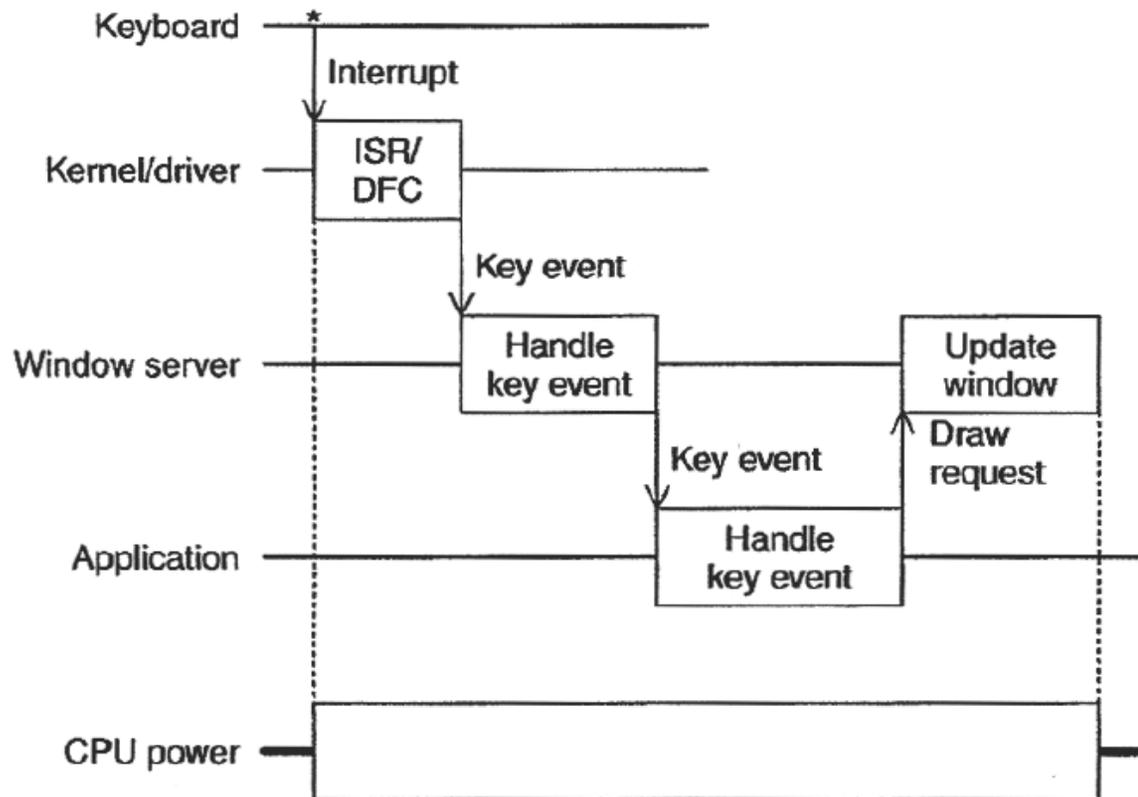 *
Keyboard
Interrupt
ISR/
DFC
Kernel/driver
Key event
Handle
key event
Update
window
Window server
Draw
request
Key event
Handle
key event
Application
CPU power